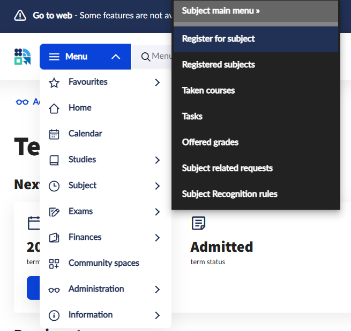 Go to web - Some features are not av
Subject main menu »
Menu
Menu
Register for subject
Registered subjects
Taken courses
Tasks
Offered grades
Subject related requests
Subject Recognition rules
Favourites
Home
Calendar
Studies
Subject
Exams
Finances
Community spaces
Administration
Information
A
Te
Nex
20
term
Admitted
term status